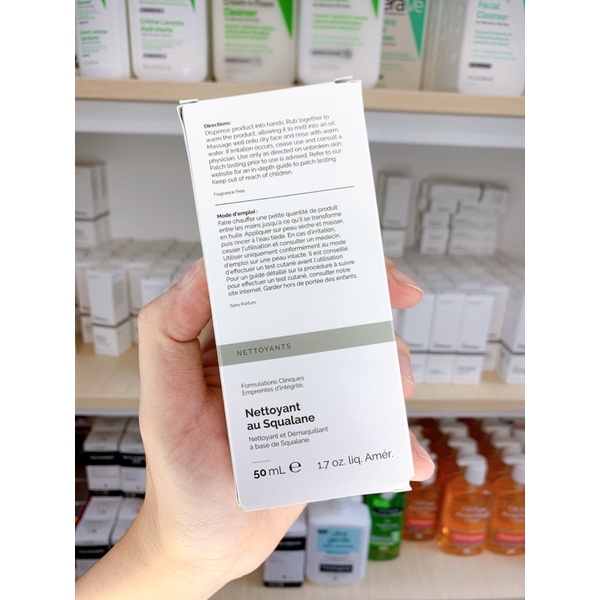 Crème Lavante
Hydratante
Cream-to-Foam
Cleanser
Facial
Cleanser
Directions:
Dispense product into hands. Rub together to
warm the product, allowing it to melt into an oil.
Massage well onto dry face and rinse with warm
water. If irritation occurs, cease use and consult a
physician. Use only as directed on unbroken skin.
Patch testing prior to use is advised. Refer to our
website for an in-depth guide to patch testing.
Keep out of reach of children.
Fragrance Free
Mode d'emploi :
Faire chauffer une petite quantité de produit
entre les mains jusqu'à ce qu'il se transforme
en huile. Appliquer sur peau sèche et masser,
puis rincer à l'eau tiède. En cas d'irritation,
cesser l'utilisation et consulter un médecin.
Utiliser uniquement conformément au mode
d'emploi sur une peau intacte. Il est conseillé
d'effectuer un test cutané avant l'utilisation.
Pour un guide détaillé sur la procédure à suivre
pour effectuer un test cutané, consulter notre
site Internet. Garder hors de portée des enfants.
Sans Parfum
NETTOYANTS
Formulations Cliniques
Empreintes d'Intégrité.
Nettoyant
au Squalane
Nettoyant et Démaquillant
à base de Squalane
50 mL e 1.7 oz. liq. Amér.
ultra
gentle